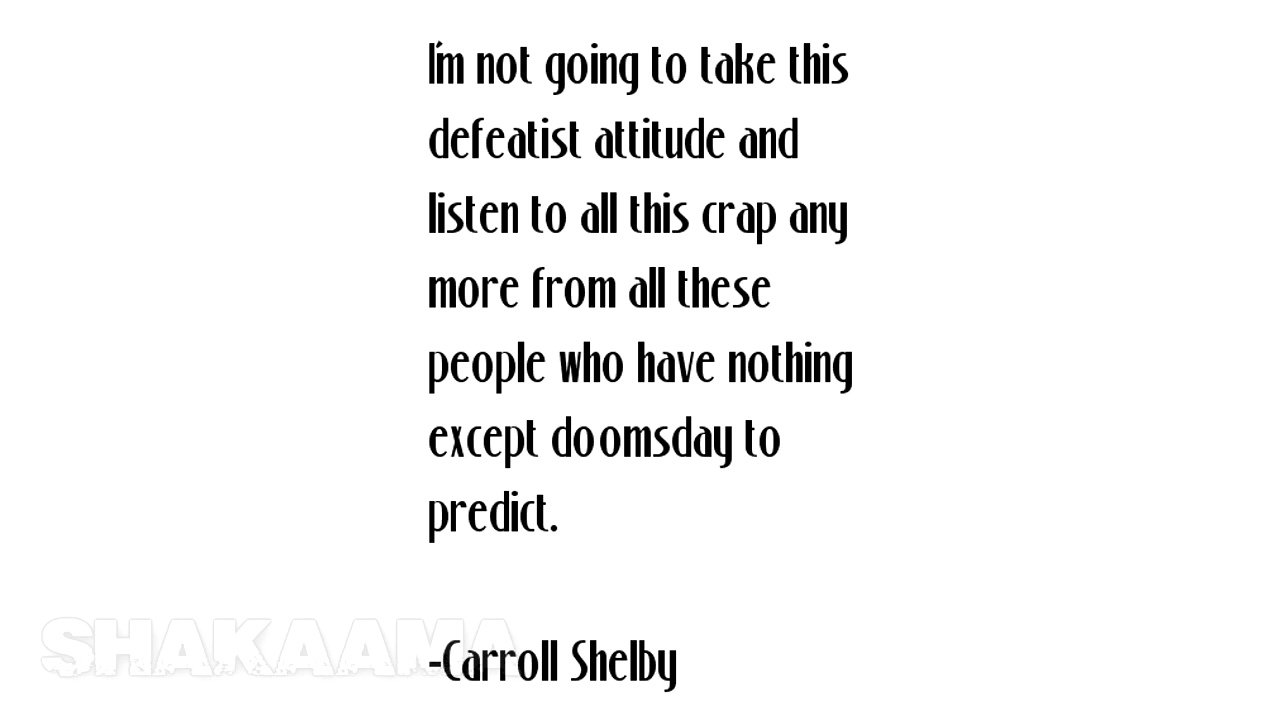 I'm not going to take this
defeatist attitude and
listen to all this crap any
more from all these
people who have nothing
except doomsday to
predict.
-Carroll Shelby
SHAKAAMA